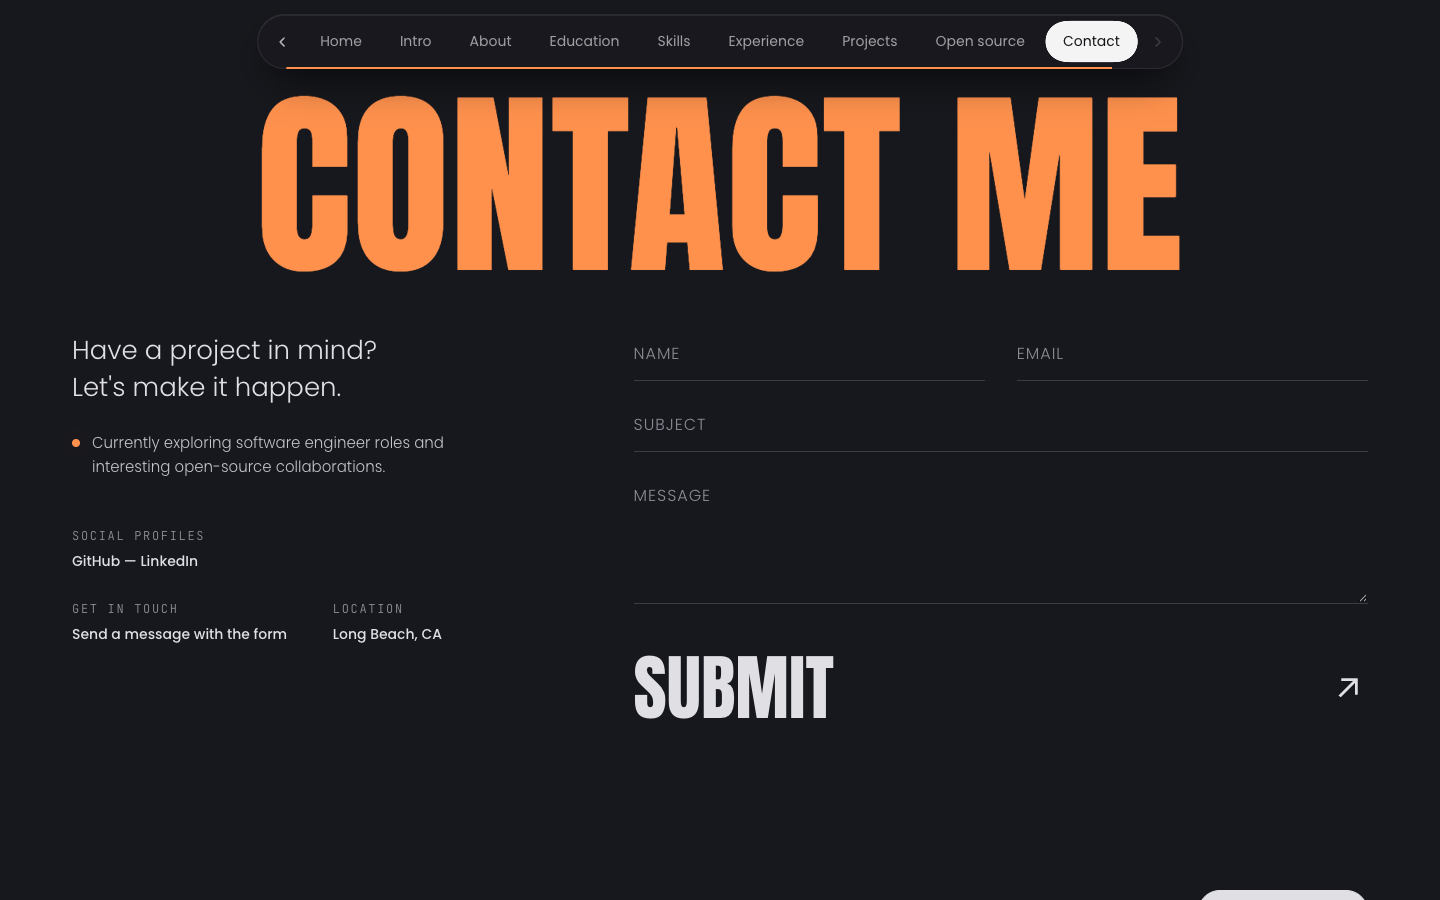 Home Intro About Education Skills Experience Projects Open source Contact
CONTACT ME
Have a project in mind?
Let's make it happen.
Currently exploring software engineer roles and
interesting open-source collaborations.
SOCIAL PROFILES
GitHub — LinkedIn
GET IN TOUCH
Send a message with the form
LOCATION
Long Beach, CA
NAME
EMAIL
SUBJECT
MESSAGE
SUBMIT